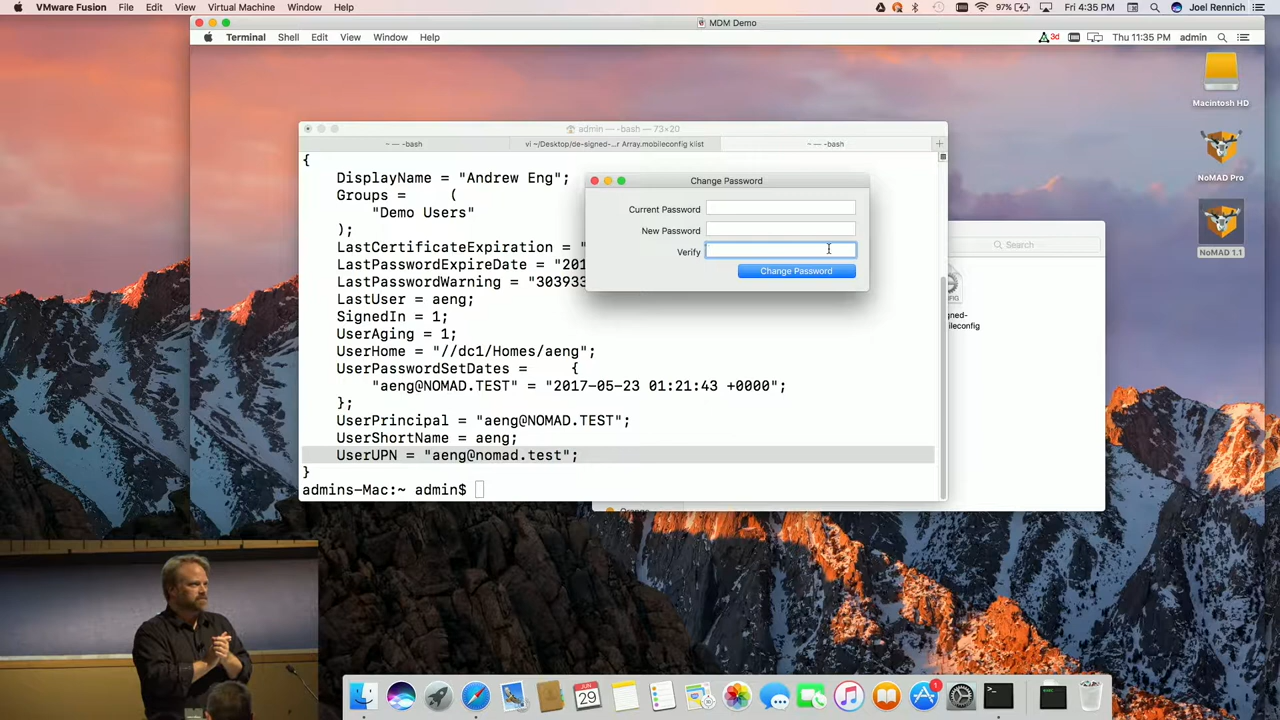 VMware Fusion File Edit View Virtual Machine Window Help 97% Fri 4:35 PM Joel Rennich
MDM Demo
Terminal Shell Edit View Window Help 3d Thu 11:35 PM admin
Macintosh HD
NoMAD Pro
NoMAD 1.1
admin — -bash — 73×20
~ — -bash
vi ~/Desktop/de-signed-...r Array.mobileconfig klist
~ — -bash
{
DisplayName = "Andrew Eng";
Groups = (
"Demo Users"
);
LastCertificateExpiration = "
LastPasswordExpireDate = "201
LastPasswordWarning = "303933
LastUser = aeng;
SignedIn = 1;
UserAging = 1;
UserHome = "//dc1/Homes/aeng";
UserPasswordSetDates = {
"aeng@NOMAD.TEST" = "2017-05-23 01:21:43 +0000";
};
UserPrincipal = "aeng@NOMAD.TEST";
UserShortName = aeng;
UserUPN = "aeng@nomad.test";
}
admins-Mac:~ admin$
Change Password
Current Password
New Password
Verify
Change Password
Search
JUN
29
1